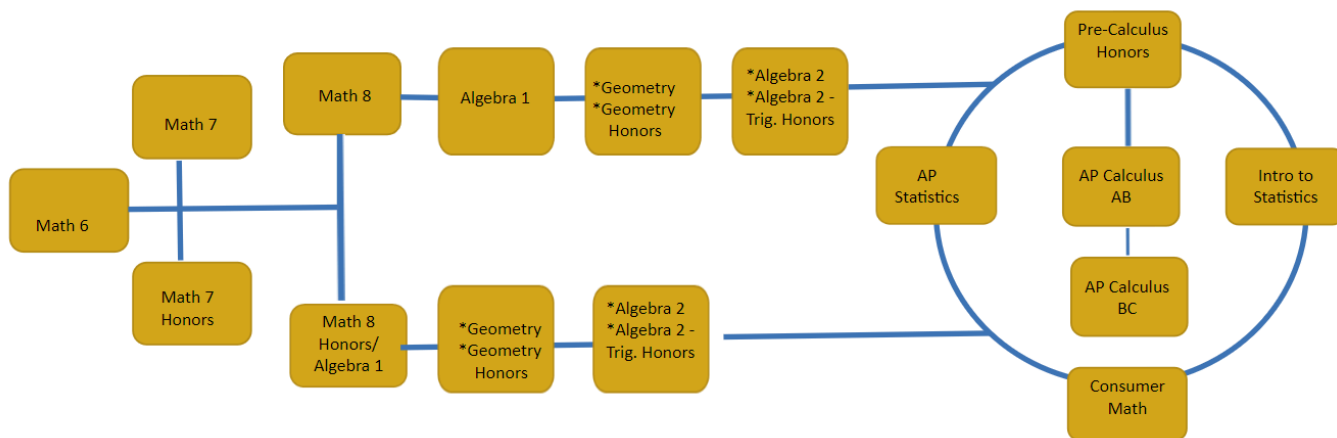 Math 6
Math 7
Math 7
Honors
Math 8
Algebra 1
*Geometry
*Geometry
Honors
*Algebra 2
*Algebra 2 -
Trig. Honors
Math 8
Honors/
Algebra 1
*Geometry
*Geometry
Honors
*Algebra 2
*Algebra 2 -
Trig. Honors
Pre-Calculus
Honors
AP
Statistics
AP Calculus
AB
Intro to
Statistics
AP Calculus
BC
Consumer
Math